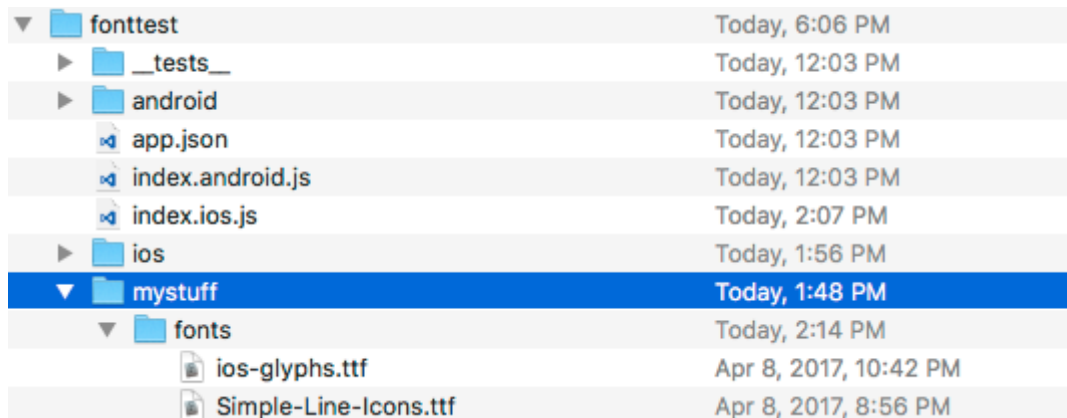 fonttest Today, 6:06 PM
__tests__ Today, 12:03 PM
android Today, 12:03 PM
app.json Today, 12:03 PM
index.android.js Today, 12:03 PM
index.ios.js Today, 2:07 PM
ios Today, 1:56 PM
mystuff Today, 1:48 PM
fonts Today, 2:14 PM
ios-glyphs.ttf Apr 8, 2017, 10:42 PM
Simple-Line-Icons.ttf Apr 8, 2017, 8:56 PM